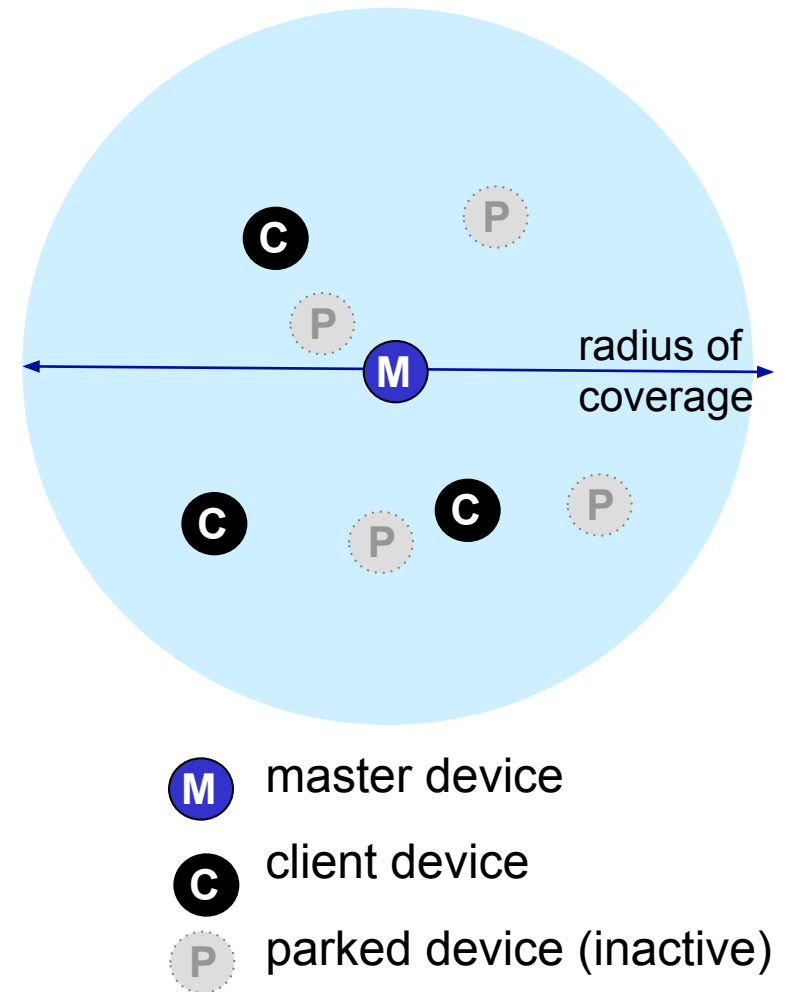 P
C
P
radius of
M
coverage
P
C
C
P
M master device
C client device
P parked device (inactive)